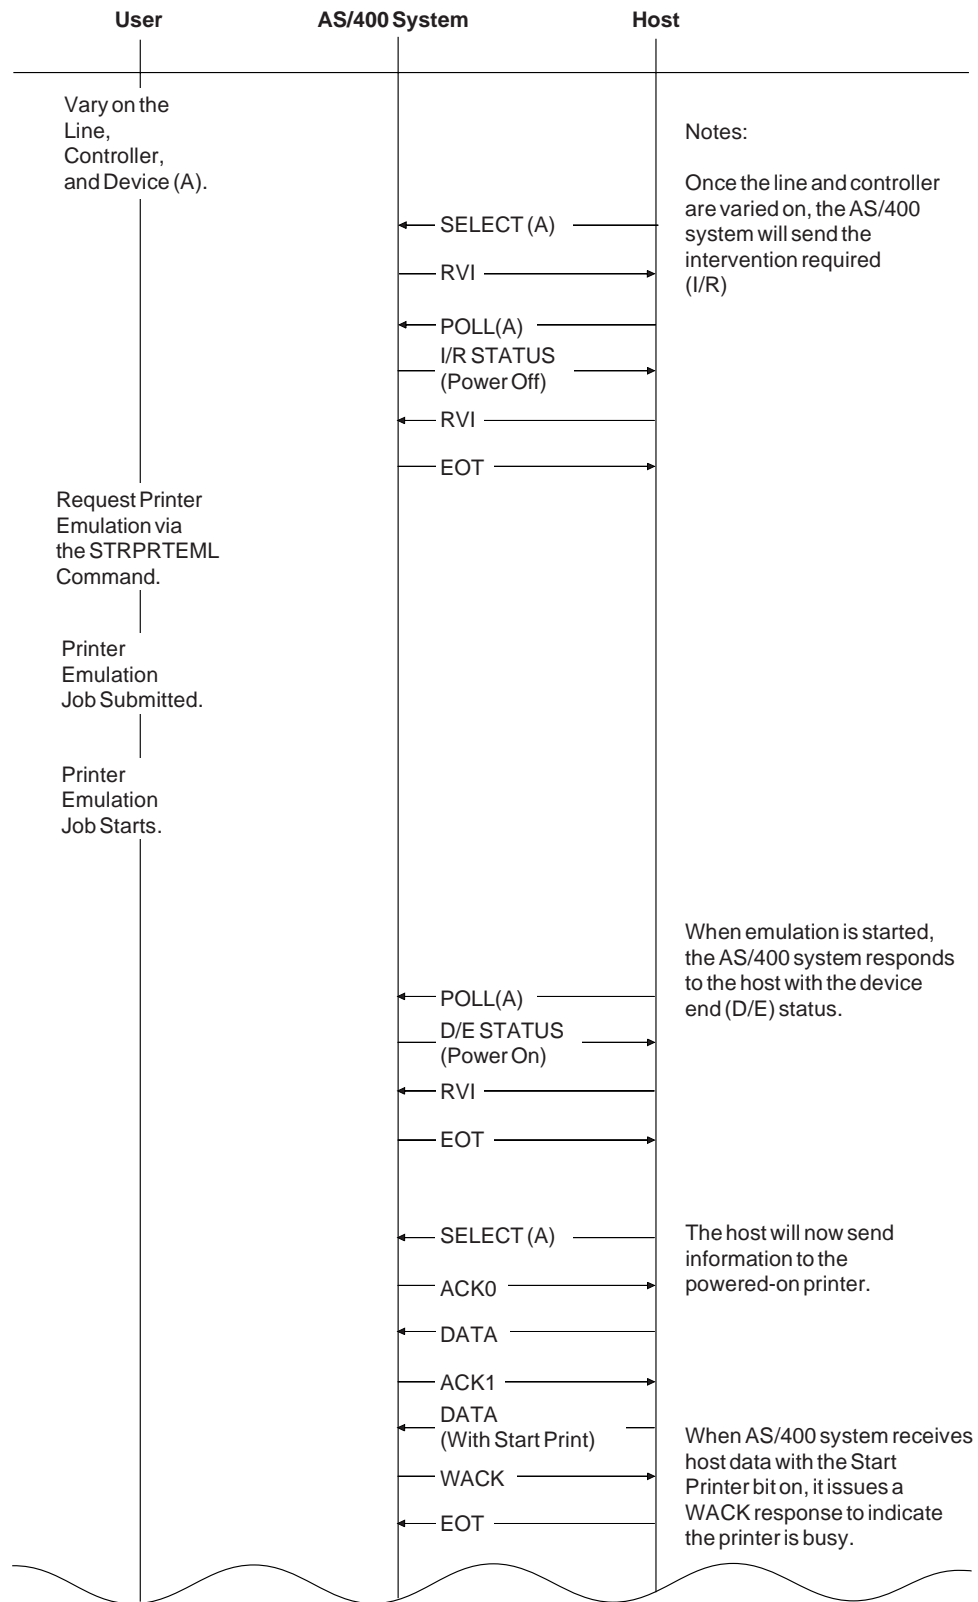 User AS/400 System Host
Vary on the
Line,
Controller,
and Device (A).
Notes:
Once the line and controller
are varied on, the AS/400
system will send the
intervention required
(I/R)
SELECT (A)
RVI
POLL(A)
I/R STATUS
(Power Off)
RVI
EOT
Request Printer
Emulation via
the STRPRTEML
Command.
Printer
Emulation
Job Submitted.
Printer
Emulation
Job Starts.
When emulation is started,
the AS/400 system responds
to the host with the device
end (D/E) status.
POLL(A)
D/E STATUS
(Power On)
RVI
EOT
SELECT (A)
The host will now send
information to the
powered-on printer.
ACK0
DATA
ACK1
DATA
(With Start Print)
When AS/400 system receives
host data with the Start
Printer bit on, it issues a
WACK response to indicate
the printer is busy.
WACK
EOT